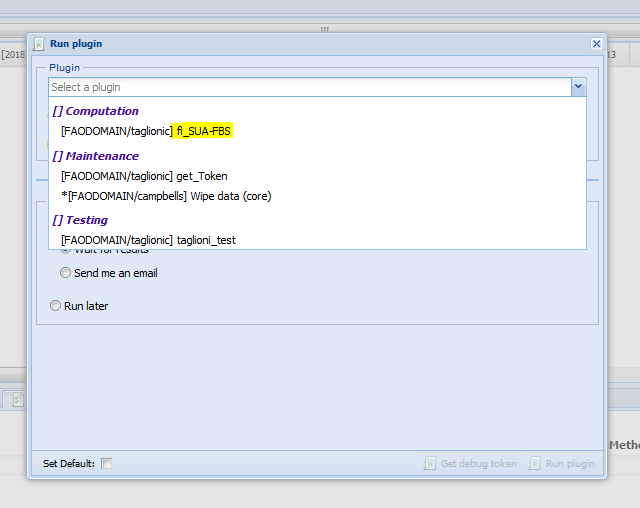 Run plugin
[2018
13
Plugin
Select a plugin
[] Computation
[FAODOMAIN/taglionic] fi_SUA-FBS
[] Maintenance
[FAODOMAIN/taglionic] get_Token
*[FAODOMAIN/campbells] Wipe data (core)
[] Testing
[FAODOMAIN/taglionic] taglioni_test
Wait for results
Send me an email
Run later
Metho
Set Default:
Get debug token
Run plugin